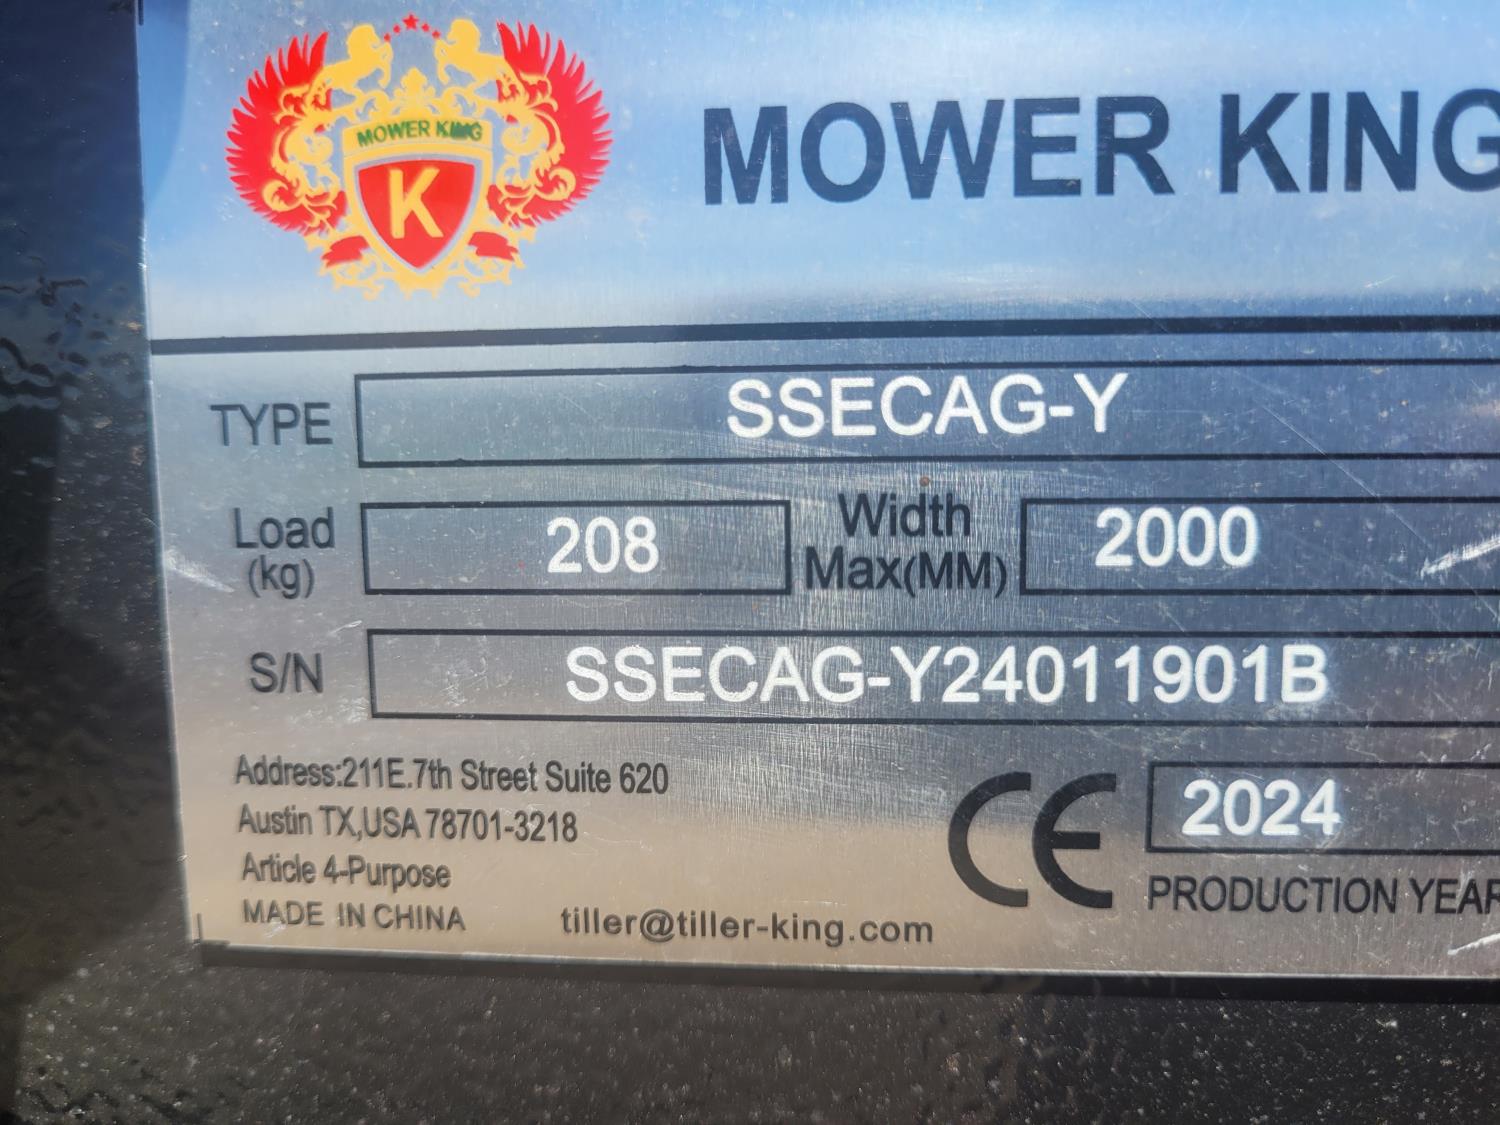 MOWER KING
K
MOWER KING
TYPE SSECAG-Y
Load (kg) 208 Width Max(MM) 2000
S/N SSECAG-Y24011901B
Address:211E.7th Street Suite 620
Austin TX,USA 78701-3218
Article 4-Purpose
MADE IN CHINA
tiller@tiller-king.com
CE 2024
PRODUCTION YEAR